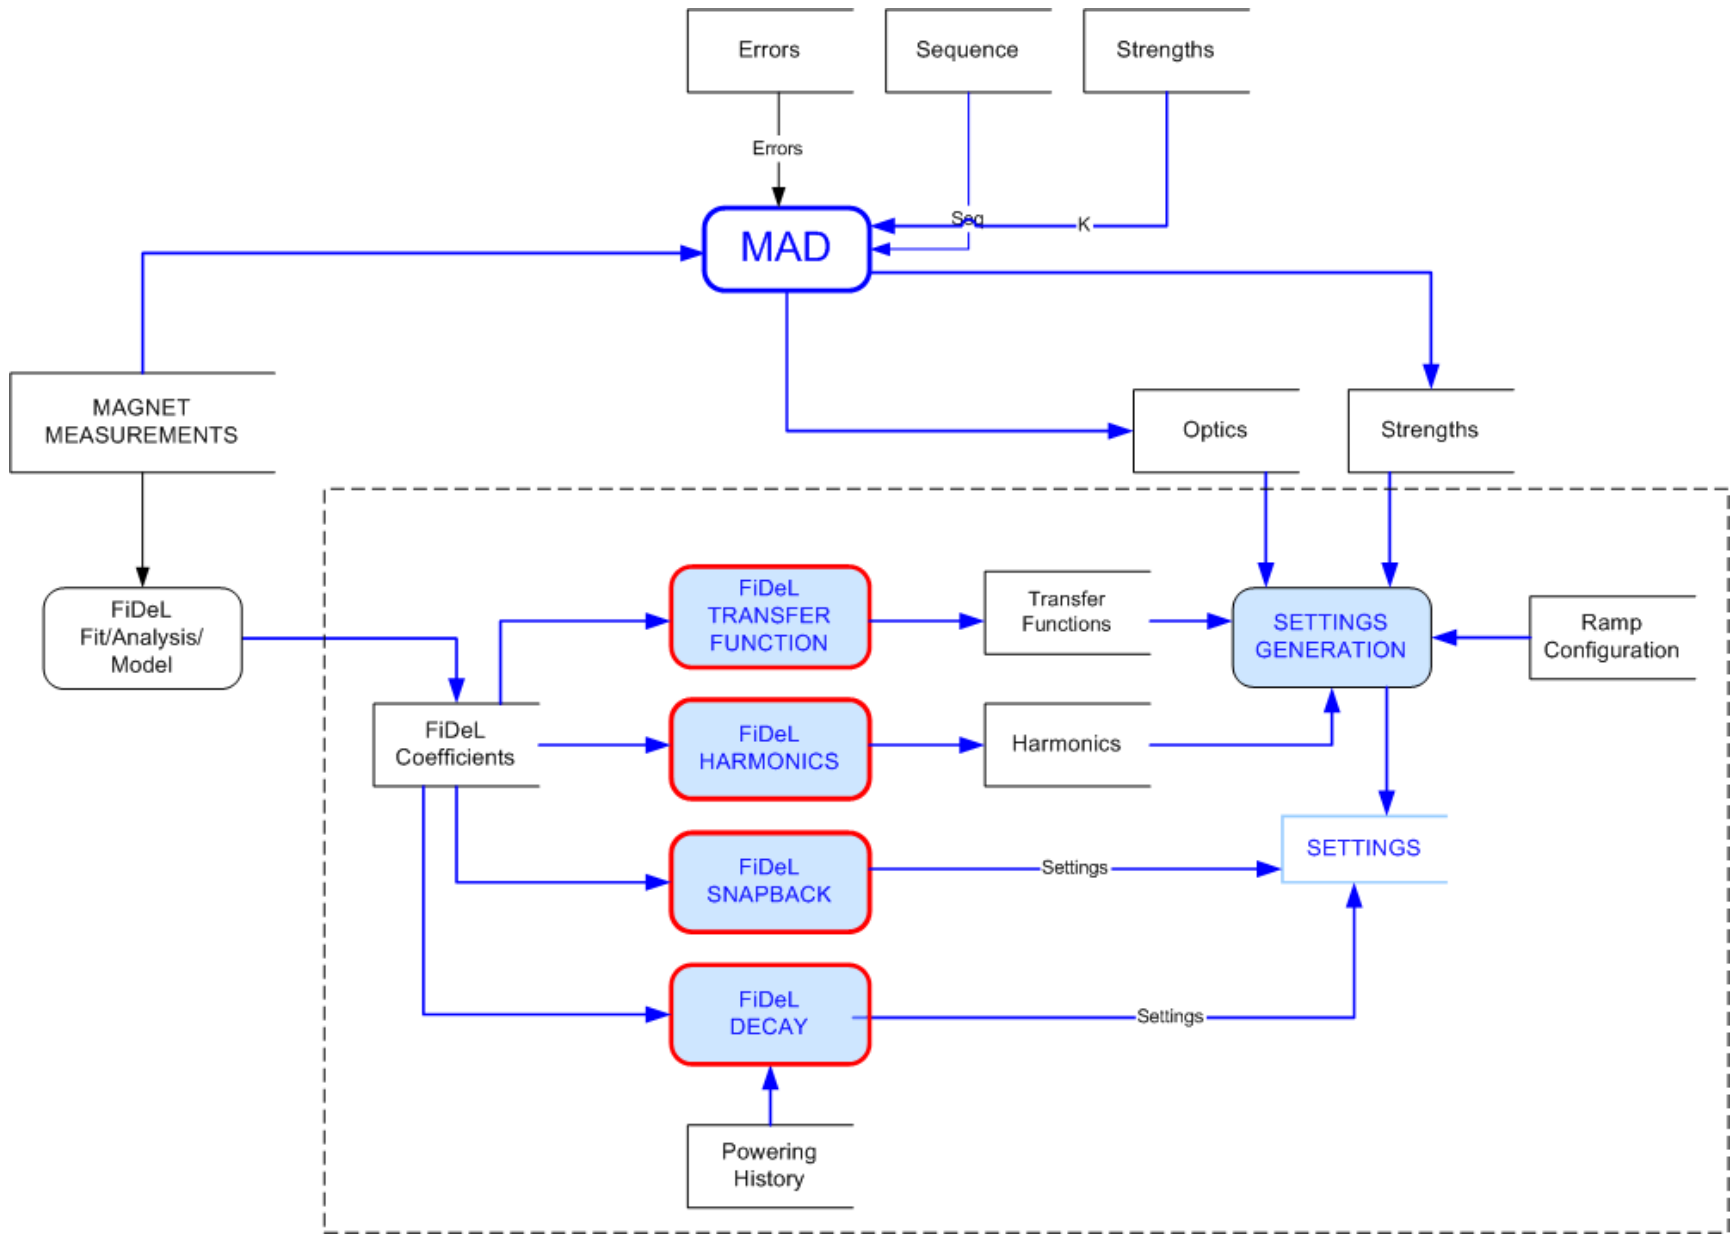 Errors
Sequence
Strengths
Errors
Seq
K
MAD
MAGNET
MEASUREMENTS
Optics
Strengths
FiDeL
Fit/Analysis/
Model
FiDeL
TRANSFER
FUNCTION
Transfer
Functions
SETTINGS
GENERATION
Ramp
Configuration
FiDeL
Coefficients
FiDeL
HARMONICS
Harmonics
FiDeL
SNAPBACK
Settings
SETTINGS
FiDeL
DECAY
Settings
Powering
History